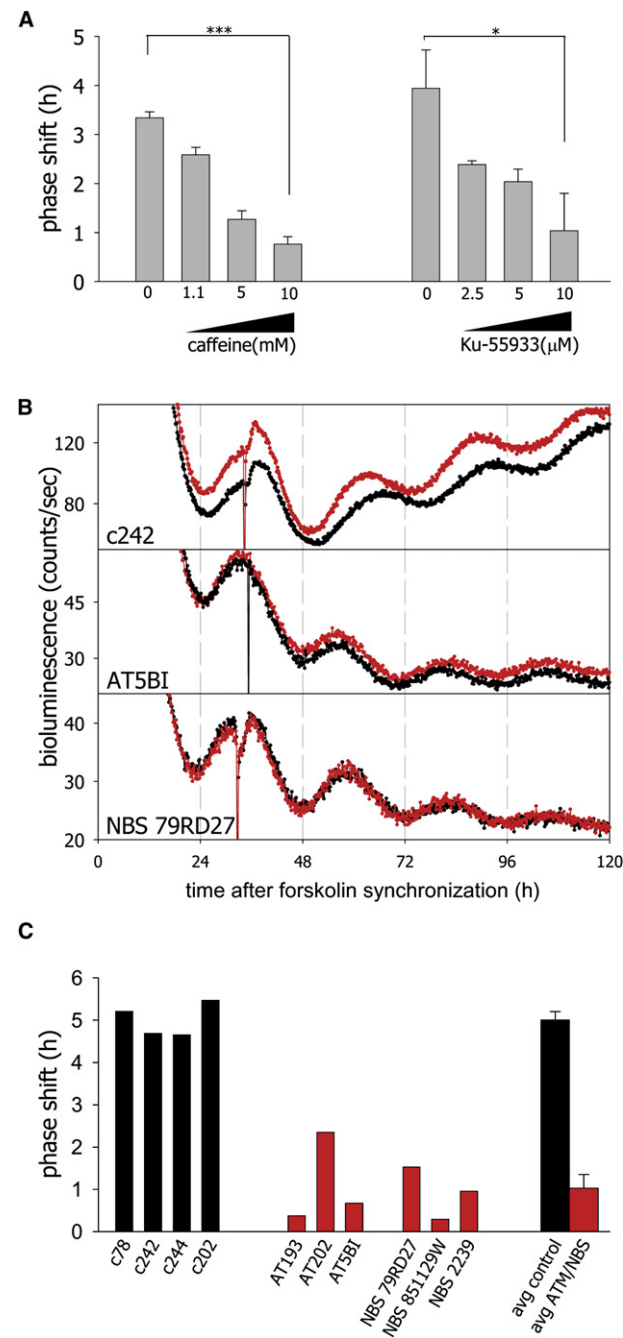 A
***
*
phase shift (h)
5
4
3
2
1
0
0 1.1 5 10
caffeine(mM)
0 2.5 5 10
Ku-55933(μM)
B
bioluminescence (counts/sec)
120
80
c242
45
30
AT5BI
40
30
20
NBS 79RD27
0 24 48 72 96 120
time after forskolin synchronization (h)
C
phase shift (h)
6
5
4
3
2
1
0
c78
c242
c244
c202
AT193
AT202
AT5BI
NBS 79RD27
NBS 851129W
NBS 2239
avg control
avg ATM/NBS